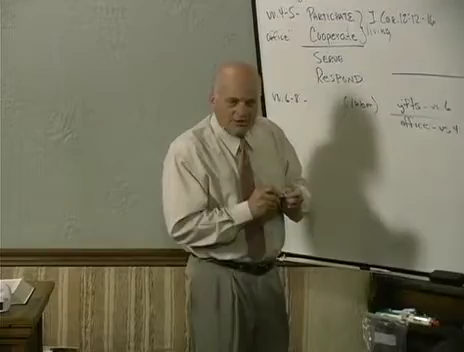 vv. 4-5- PARTICIPATE } I Cor. 12:12-16
office" Cooperate living
SERVE
RESPOND
vv. 6-8-
gifts-vv. 6
office-vs 4